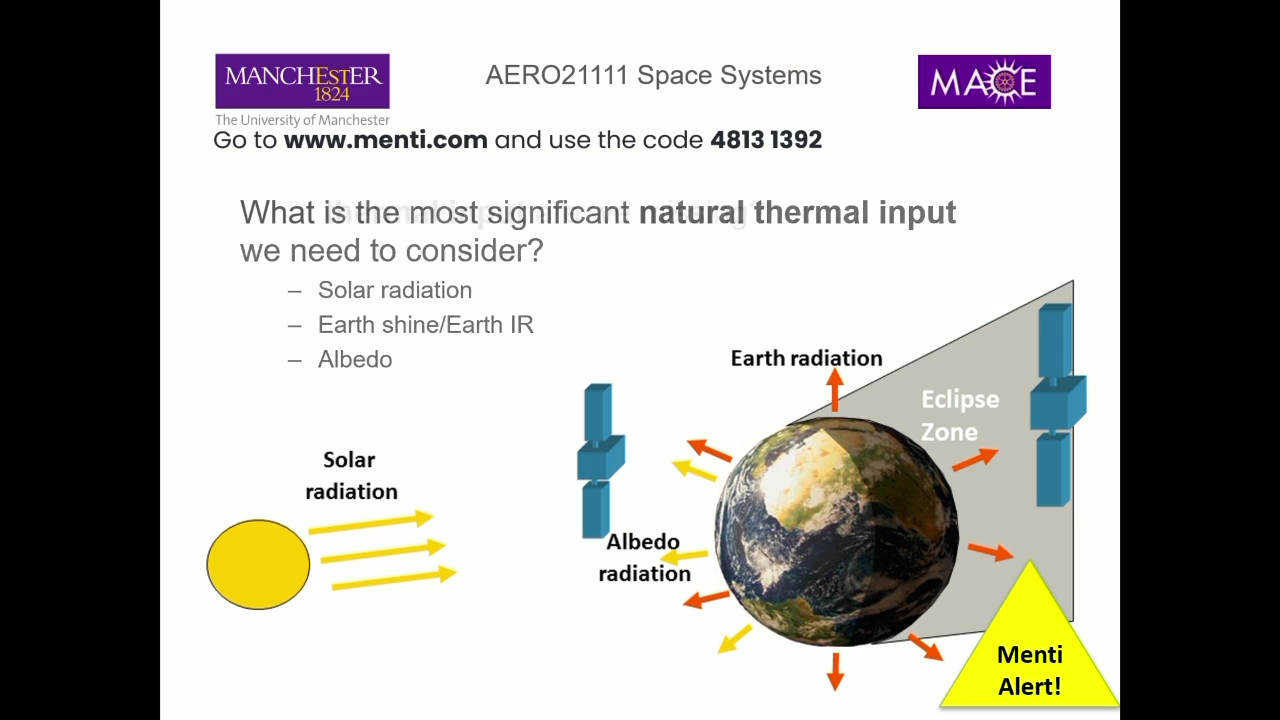 MANCHESTER
1824
The University of Manchester
AERO21111 Space Systems
MACE
Go to www.menti.com and use the code 4813 1392
What is the most significant natural thermal input
we need to consider?
– Solar radiation
– Earth shine/Earth IR
– Albedo
Earth radiation
Eclipse
Zone
Solar
radiation
Albedo
radiation
Menti
Alert!